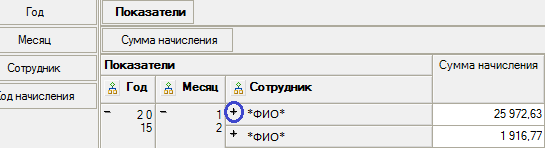 Год
Показатели
Месяц
Сумма начисления
Сотрудник
Показатели
Сумма начисления
Год
Месяц
Сотрудник
Код начисления
2 0
15
1
2
*ФИО*
25 972,63
*ФИО*
1 916,77